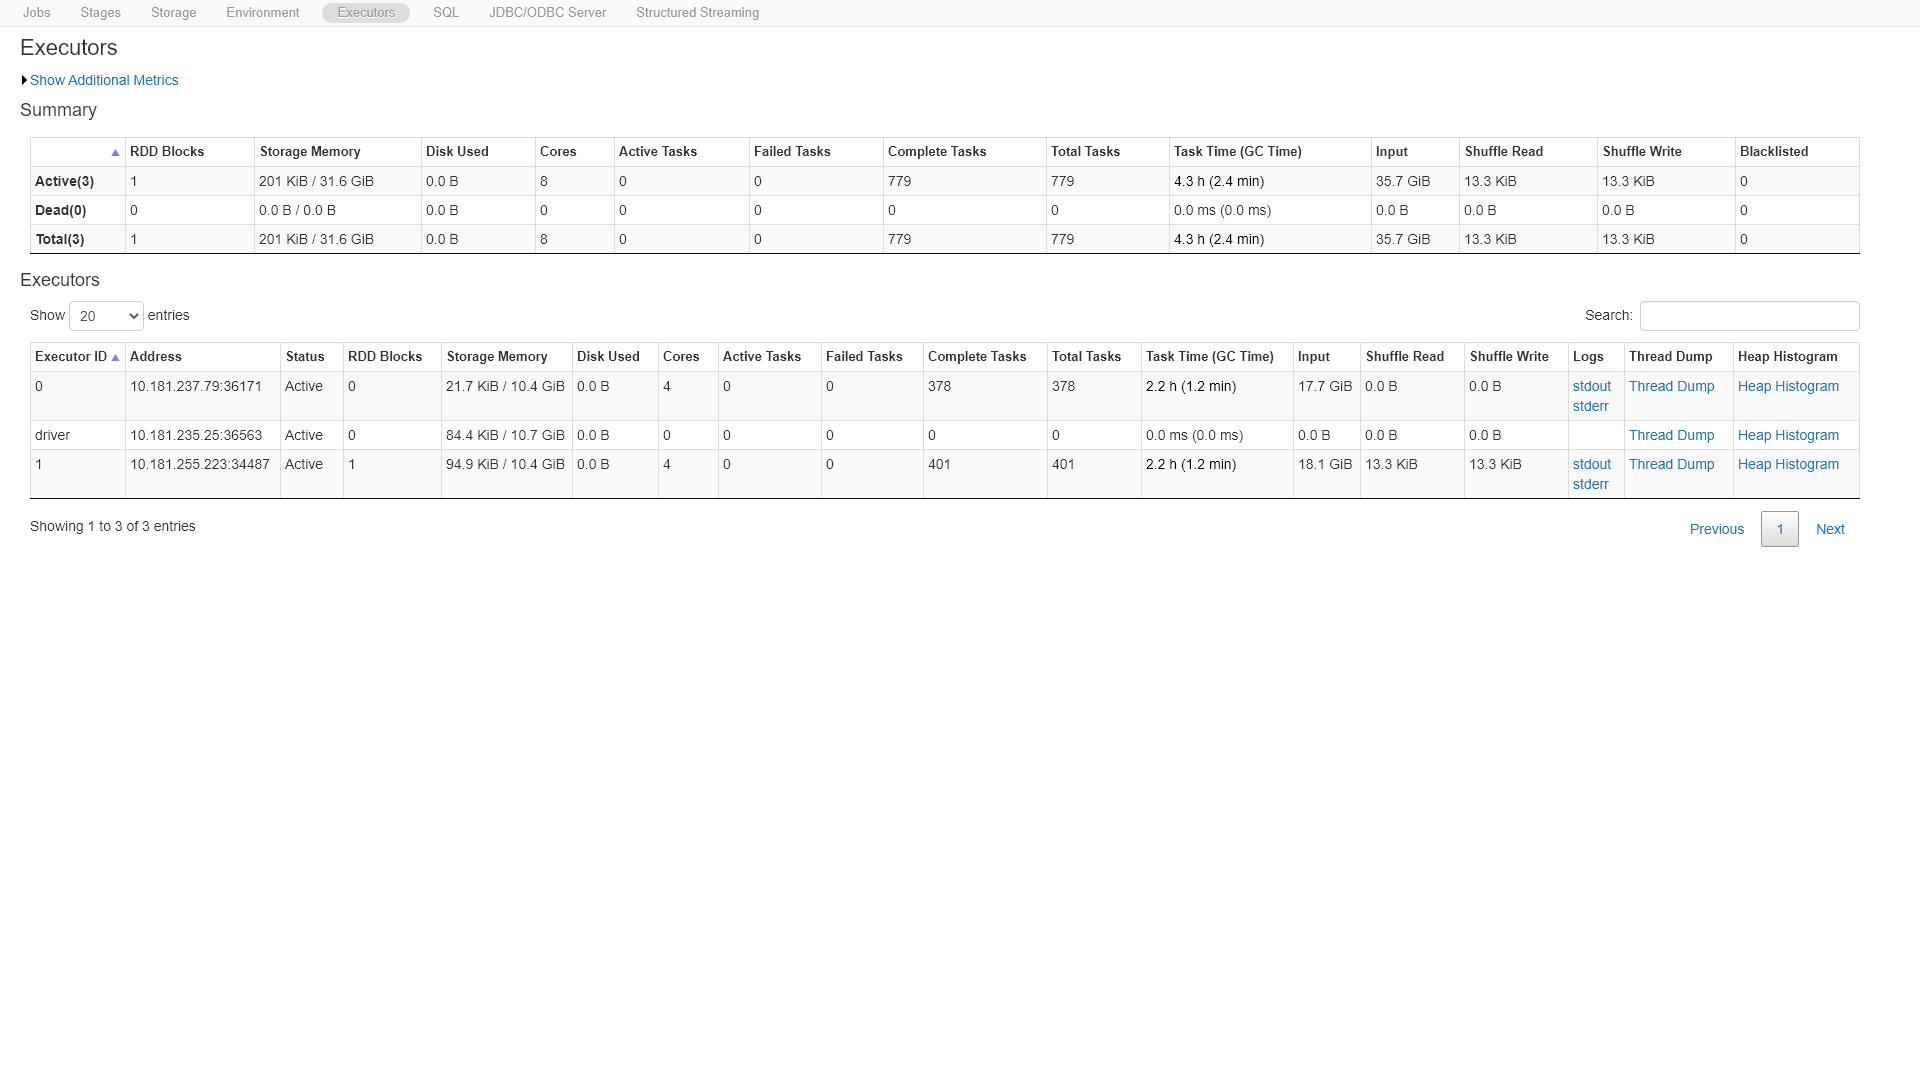 Jobs Stages Storage Environment Executors SQL JDBC/ODBC Server Structured Streaming
Executors
Show Additional Metrics
Summary
RDD Blocks Storage Memory Disk Used Cores Active Tasks Failed Tasks Complete Tasks Total Tasks Task Time (GC Time) Input Shuffle Read Shuffle Write Blacklisted
Active(3) 1 201 KiB / 31.6 GiB 0.0 B 8 0 0 779 779 4.3 h (2.4 min) 35.7 GiB 13.3 KiB 13.3 KiB 0
Dead(0) 0 0.0 B / 0.0 B 0.0 B 0 0 0 0 0 0.0 ms (0.0 ms) 0.0 B 0.0 B 0.0 B 0
Total(3) 1 201 KiB / 31.6 GiB 0.0 B 8 0 0 779 779 4.3 h (2.4 min) 35.7 GiB 13.3 KiB 13.3 KiB 0
Executors
Show 20 entries Search:
Executor ID Address Status RDD Blocks Storage Memory Disk Used Cores Active Tasks Failed Tasks Complete Tasks Total Tasks Task Time (GC Time) Input Shuffle Read Shuffle Write Logs Thread Dump Heap Histogram
0 10.181.237.79:36171 Active 0 21.7 KiB / 10.4 GiB 0.0 B 4 0 0 378 378 2.2 h (1.2 min) 17.7 GiB 0.0 B 0.0 B stdout Thread Dump Heap Histogram
stderr
driver 10.181.235.25:36563 Active 0 84.4 KiB / 10.7 GiB 0.0 B 0 0 0 0 0 0.0 ms (0.0 ms) 0.0 B 0.0 B 0.0 B Thread Dump Heap Histogram
1 10.181.255.223:34487 Active 1 94.9 KiB / 10.4 GiB 0.0 B 4 0 0 401 401 2.2 h (1.2 min) 18.1 GiB 13.3 KiB 13.3 KiB stdout Thread Dump Heap Histogram
stderr
Showing 1 to 3 of 3 entries Previous 1 Next